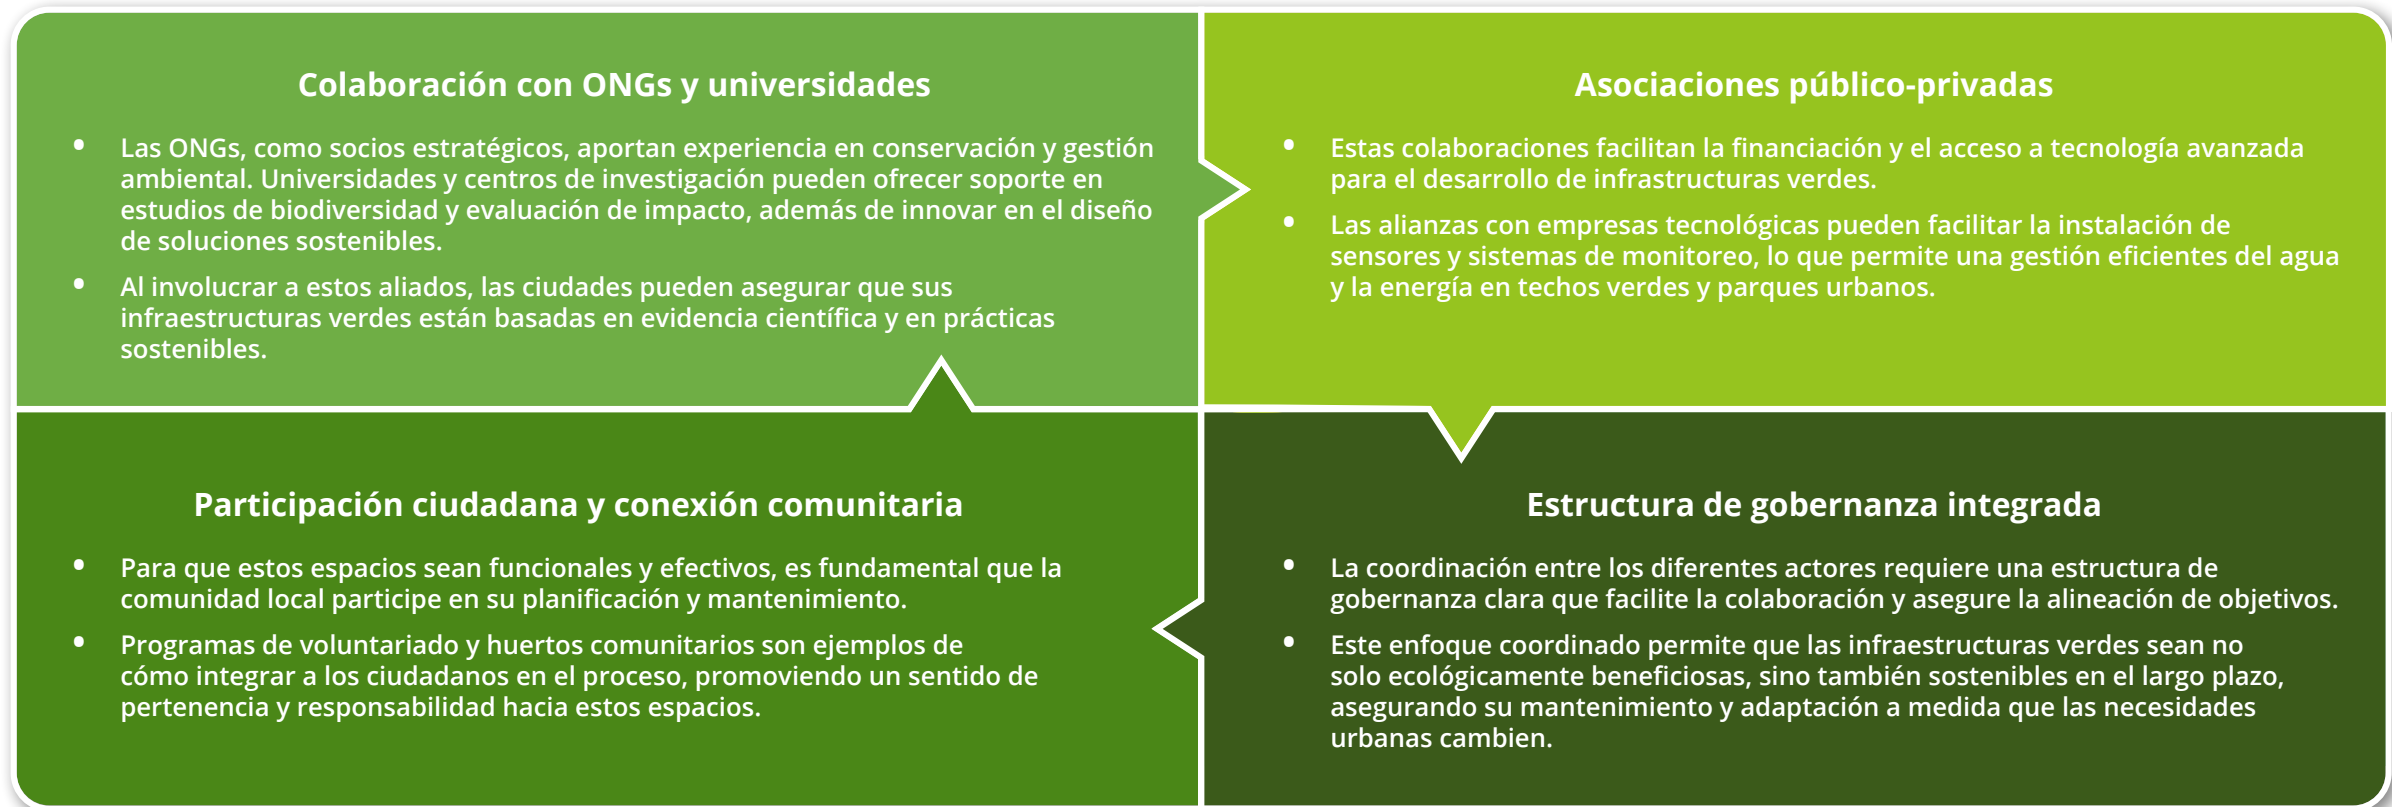 Colaboración con ONGs y universidades
• Las ONGs, como socios estratégicos, aportan experiencia en conservación y gestión
ambiental. Universidades y centros de investigación pueden ofrecer soporte en
estudios de biodiversidad y evaluación de impacto, además de innovar en el diseño
de soluciones sostenibles.
• Al involucrar a estos aliados, las ciudades pueden asegurar que sus
infraestructuras verdes están basadas en evidencia científica y en prácticas
sostenibles.
Asociaciones público-privadas
• Estas colaboraciones facilitan la financiación y el acceso a tecnología avanzada
para el desarrollo de infrastructuras verdes.
• Las alianzas con empresas tecnológicas pueden facilitar la instalación de
sensores y sistemas de monitoreo, lo que permite una gestión eficientes del agua
y la energía en techos verdes y parques urbanos.
Participación ciudadana y conexión comunitaria
• Para que estos espacios sean funcionales y efectivos, es fundamental que la
comunidad local participe en su planificación y mantenimiento.
• Programas de voluntariado y huertos comunitarios son ejemplos de
cómo integrar a los ciudadanos en el proceso, promoviendo un sentido de
pertenencia y responsabilidad hacia estos espacios.
Estructura de gobernanza integrada
• La coordinación entre los diferentes actores requiere una estructura de
gobernanza clara que facilite la colaboración y asegure la alineación de objetivos.
• Este enfoque coordinado permite que las infraestructuras verdes sean no
solo ecológicamente beneficiosas, sino también sostenibles en el largo plazo,
asegurando su mantenimiento y adaptación a medida que las necesidades
urbanas cambien.